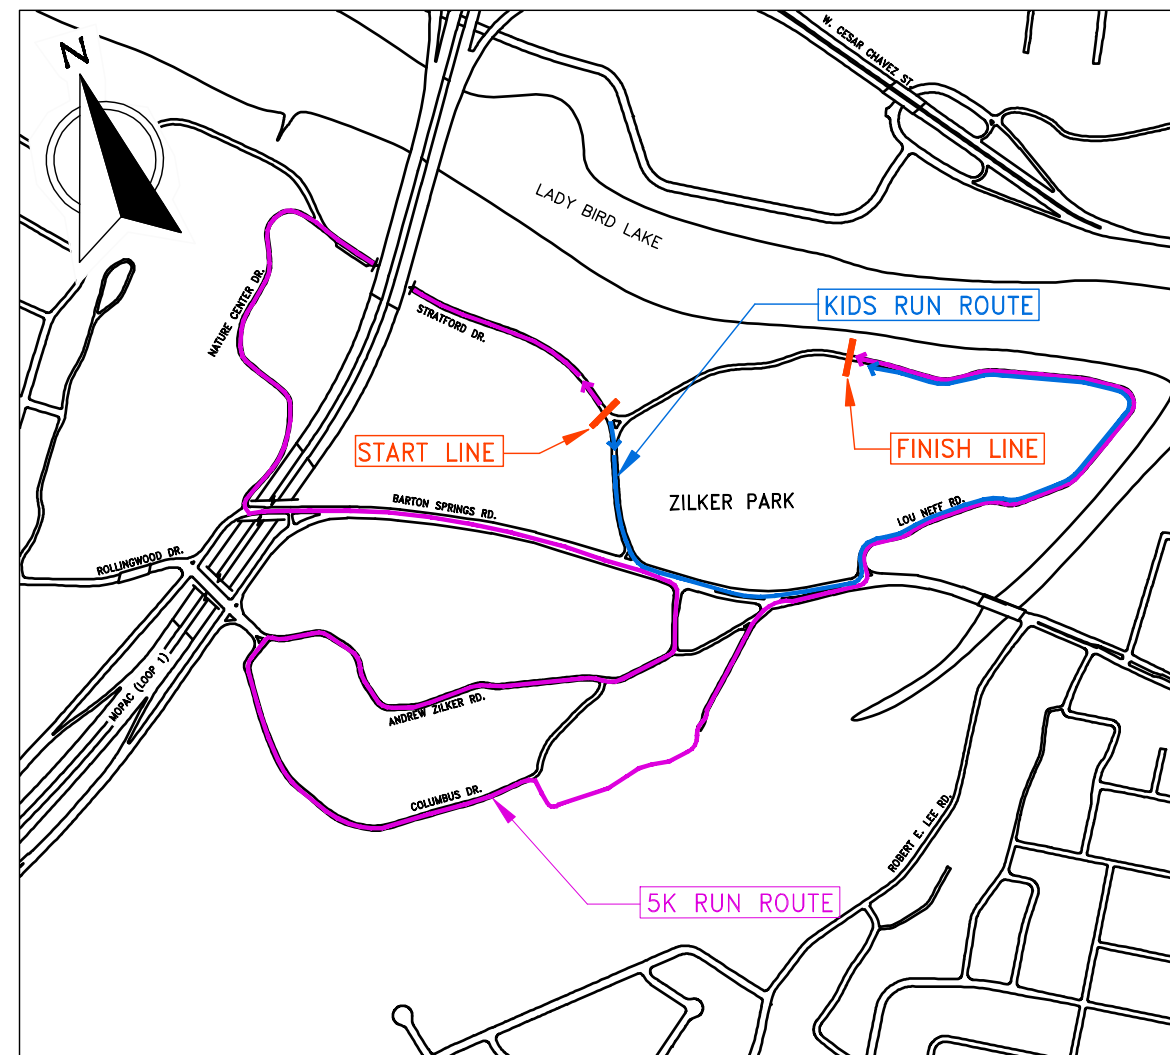 N
W. CESAR CHAVEZ ST.
LADY BIRD LAKE
NATURE CENTER DR.
STRATFORD DR.
KIDS RUN ROUTE
START LINE
FINISH LINE
BARTON SPRINGS RD.
ZILKER PARK
LOU NEFF RD.
ROLLINGWOOD DR.
MOPAC (LOOP 1)
ANDREW ZILKER RD.
COLUMBUS DR.
ROBERT E. LEE RD.
5K RUN ROUTE